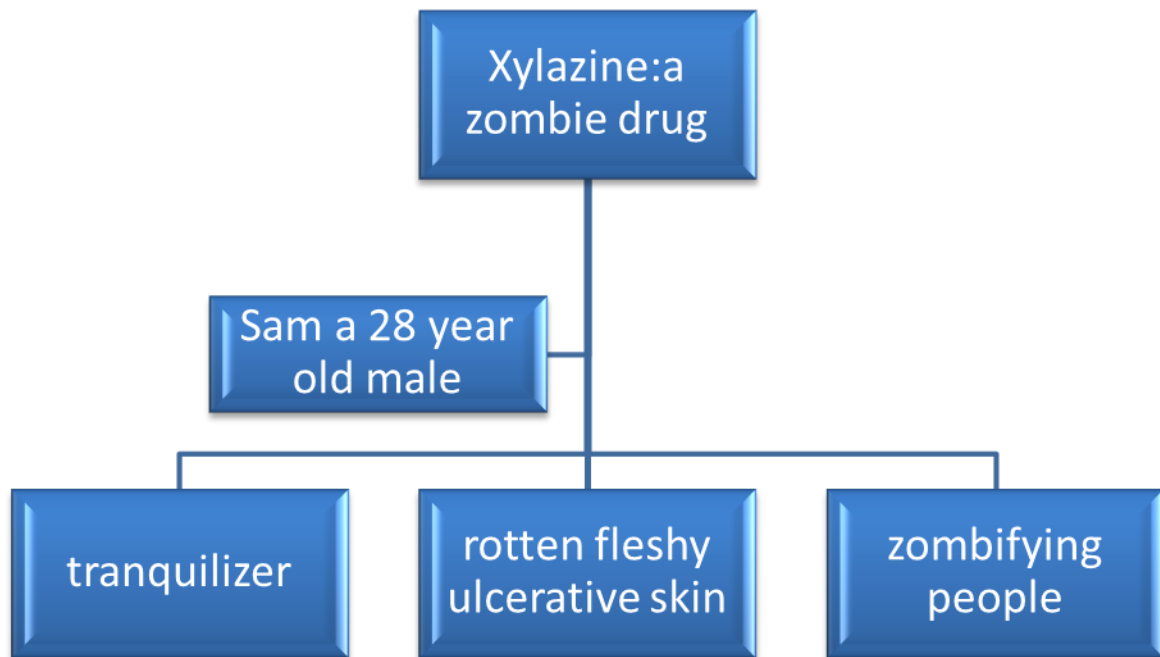 Xylazine:a
zombie drug
Sam a 28 year
old male
tranquilizer
rotten fleshy
ulcerative skin
zombifying
people